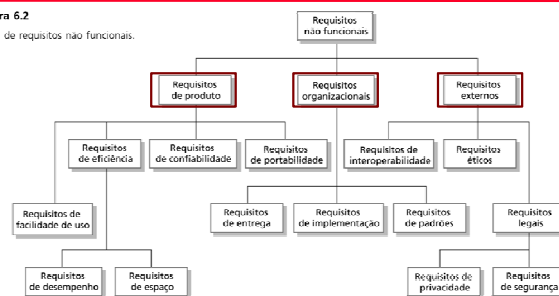 ra 6.2
de requisitos não funcionais.
Requisitos
não funcionais
Requisitos
de produto
Requisitos
organizacionais
Requisitos
externos
Requisitos
de eficiência
Requisitos
de confiabilidade
Requisitos
de portabilidade
Requisitos de
interoperabilidade
Requisitos
éticos
Requisitos de
facilidade de uso
Requisitos
de entrega
Requisitos
de implementação
Requisitos
de padrões
Requisitos
legais
Requisitos
de desempenho
Requisitos
de espaço
Requisitos de
privacidade
Requisitos
de segurança